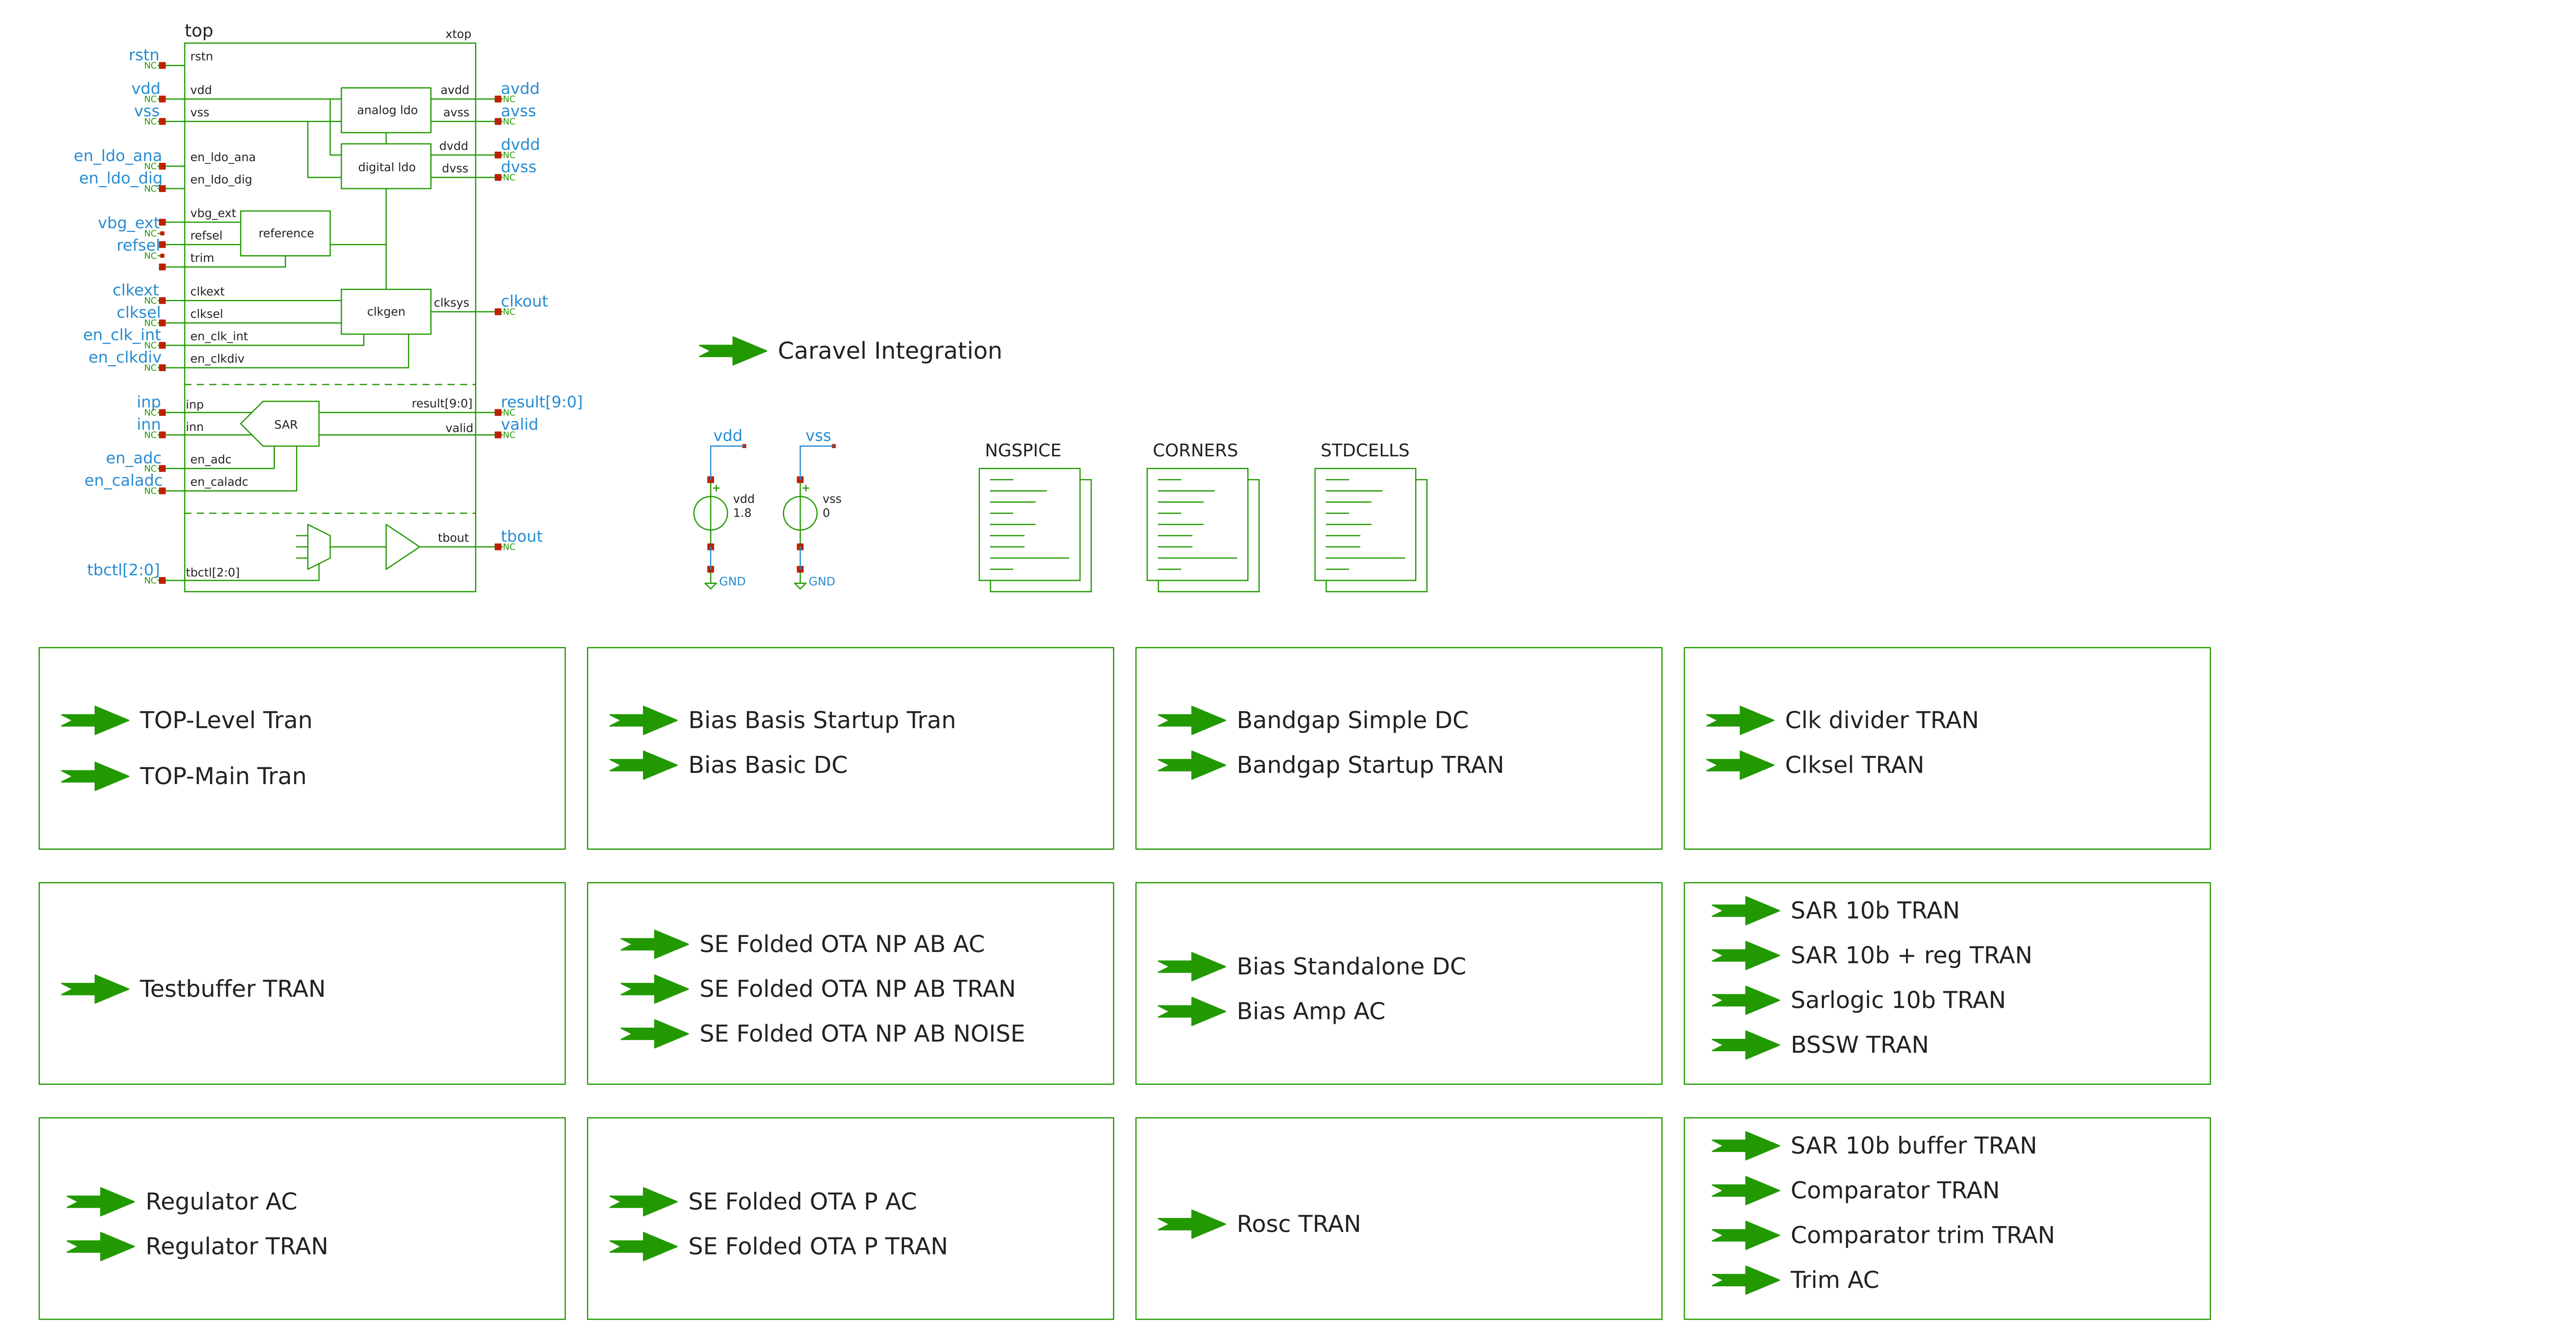 top
xtop
rstn
NC
rstn
vdd
NC
vdd
avdd
avdd
NC
vss
NC
vss
avss
avss
NC
analog ldo
dvdd
dvdd
NC
en_ldo_ana
NC
en_ldo_ana
digital ldo
dvss
dvss
NC
en_ldo_dig
NC
en_ldo_dig
vbg_ext
NC
vbg_ext
reference
refsel
NC
refsel
trim
clkext
NC
clkext
clksel
NC
clksel
clkgen
clksys
clkout
NC
en_clk_int
NC
en_clk_int
en_clkdiv
NC
en_clkdiv
inp
NC
inp
result[9:0]
result[9:0]
NC
inn
NC
inn
SAR
valid
valid
NC
en_adc
NC
en_adc
en_caladc
NC
en_caladc
tbout
tbout
NC
tbctl[2:0]
NC
tbctl[2:0]
Caravel Integration
vdd
+
vdd
1.8
GND
vss
+
vss
0
GND
NGSPICE
CORNERS
STDCELLS
TOP-Level Tran
TOP-Main Tran
Bias Basis Startup Tran
Bias Basic DC
Bandgap Simple DC
Bandgap Startup TRAN
Clk divider TRAN
Clksel TRAN
Testbuffer TRAN
SE Folded OTA NP AB AC
SE Folded OTA NP AB TRAN
SE Folded OTA NP AB NOISE
Bias Standalone DC
Bias Amp AC
SAR 10b TRAN
SAR 10b + reg TRAN
Sarlogic 10b TRAN
BSSW TRAN
Regulator AC
Regulator TRAN
SE Folded OTA P AC
SE Folded OTA P TRAN
Rosc TRAN
SAR 10b buffer TRAN
Comparator TRAN
Comparator trim TRAN
Trim AC